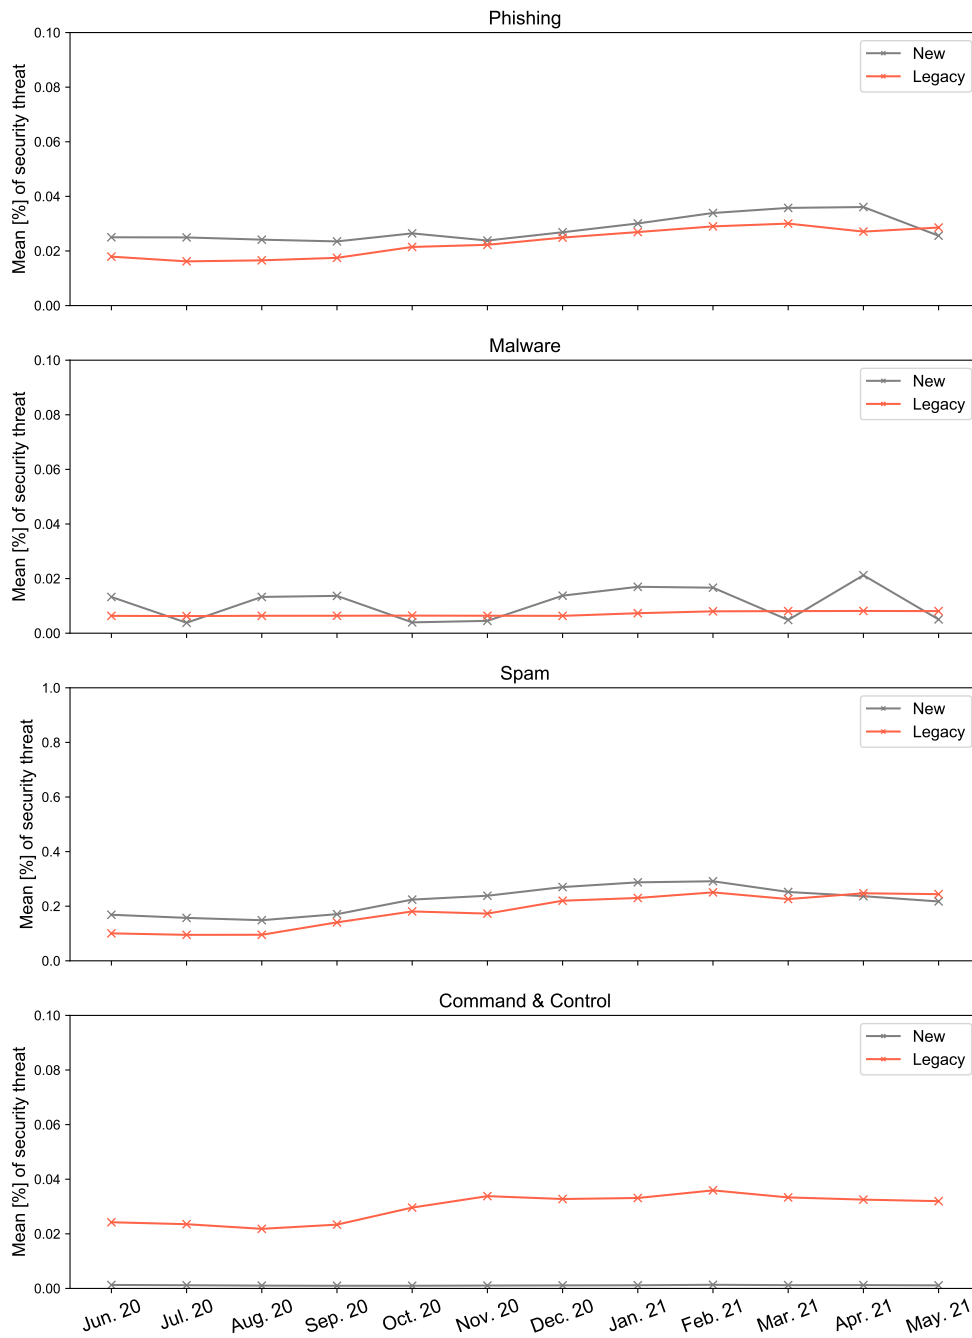 Phishing
Mean [%] of security threat
0.10
0.08
0.06
0.04
0.02
0.00
New
Legacy
Malware
Mean [%] of security threat
0.10
0.08
0.06
0.04
0.02
0.00
New
Legacy
Spam
Mean [%] of security threat
1.0
0.8
0.6
0.4
0.2
0.0
New
Legacy
Command & Control
Mean [%] of security threat
0.10
0.08
0.06
0.04
0.02
0.00
New
Legacy
Jun. 20 Jul. 20 Aug. 20 Sep. 20 Oct. 20 Nov. 20 Dec. 20 Jan. 21 Feb. 21 Mar. 21 Apr. 21 May. 21